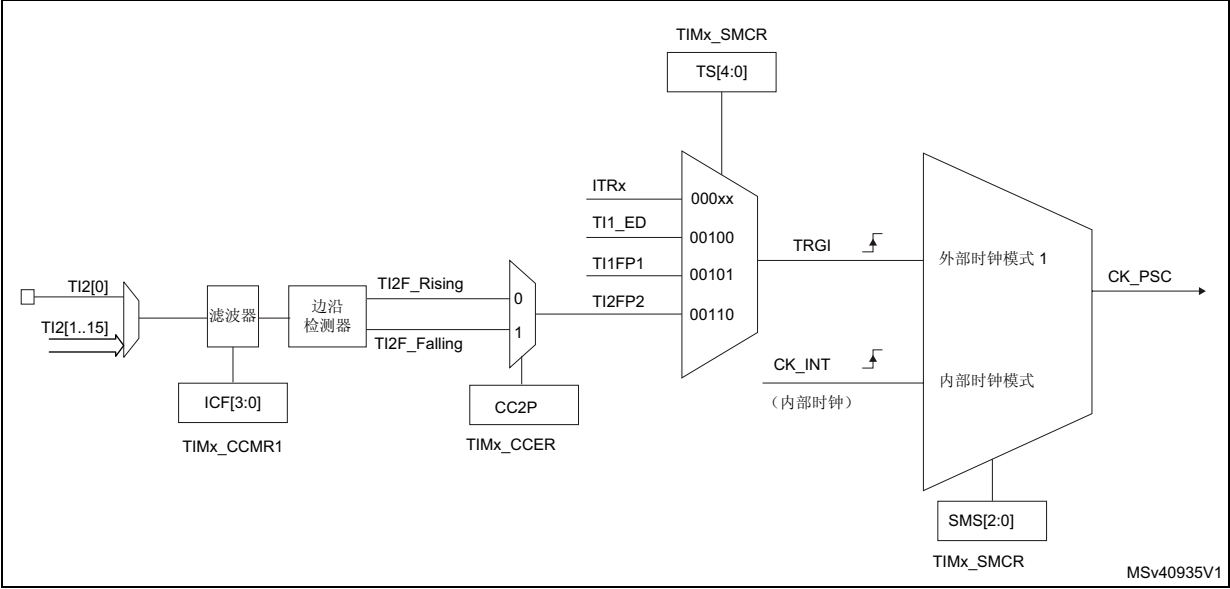 TIMx_SMCR
TS[4:0]
ITRx
000xx
TI1_ED
00100
TI1FP1
00101
TI2FP2
00110
TRGI
外部时钟模式 1
CK_PSC
TI2[0]
TI2[1..15]
滤波器
边沿
检测器
TI2F_Rising
TI2F_Falling
0
1
ICF[3:0]
TIMx_CCMR1
CC2P
TIMx_CCER
CK_INT
（内部时钟）
内部时钟模式
SMS[2:0]
TIMx_SMCR
MSv40935V1